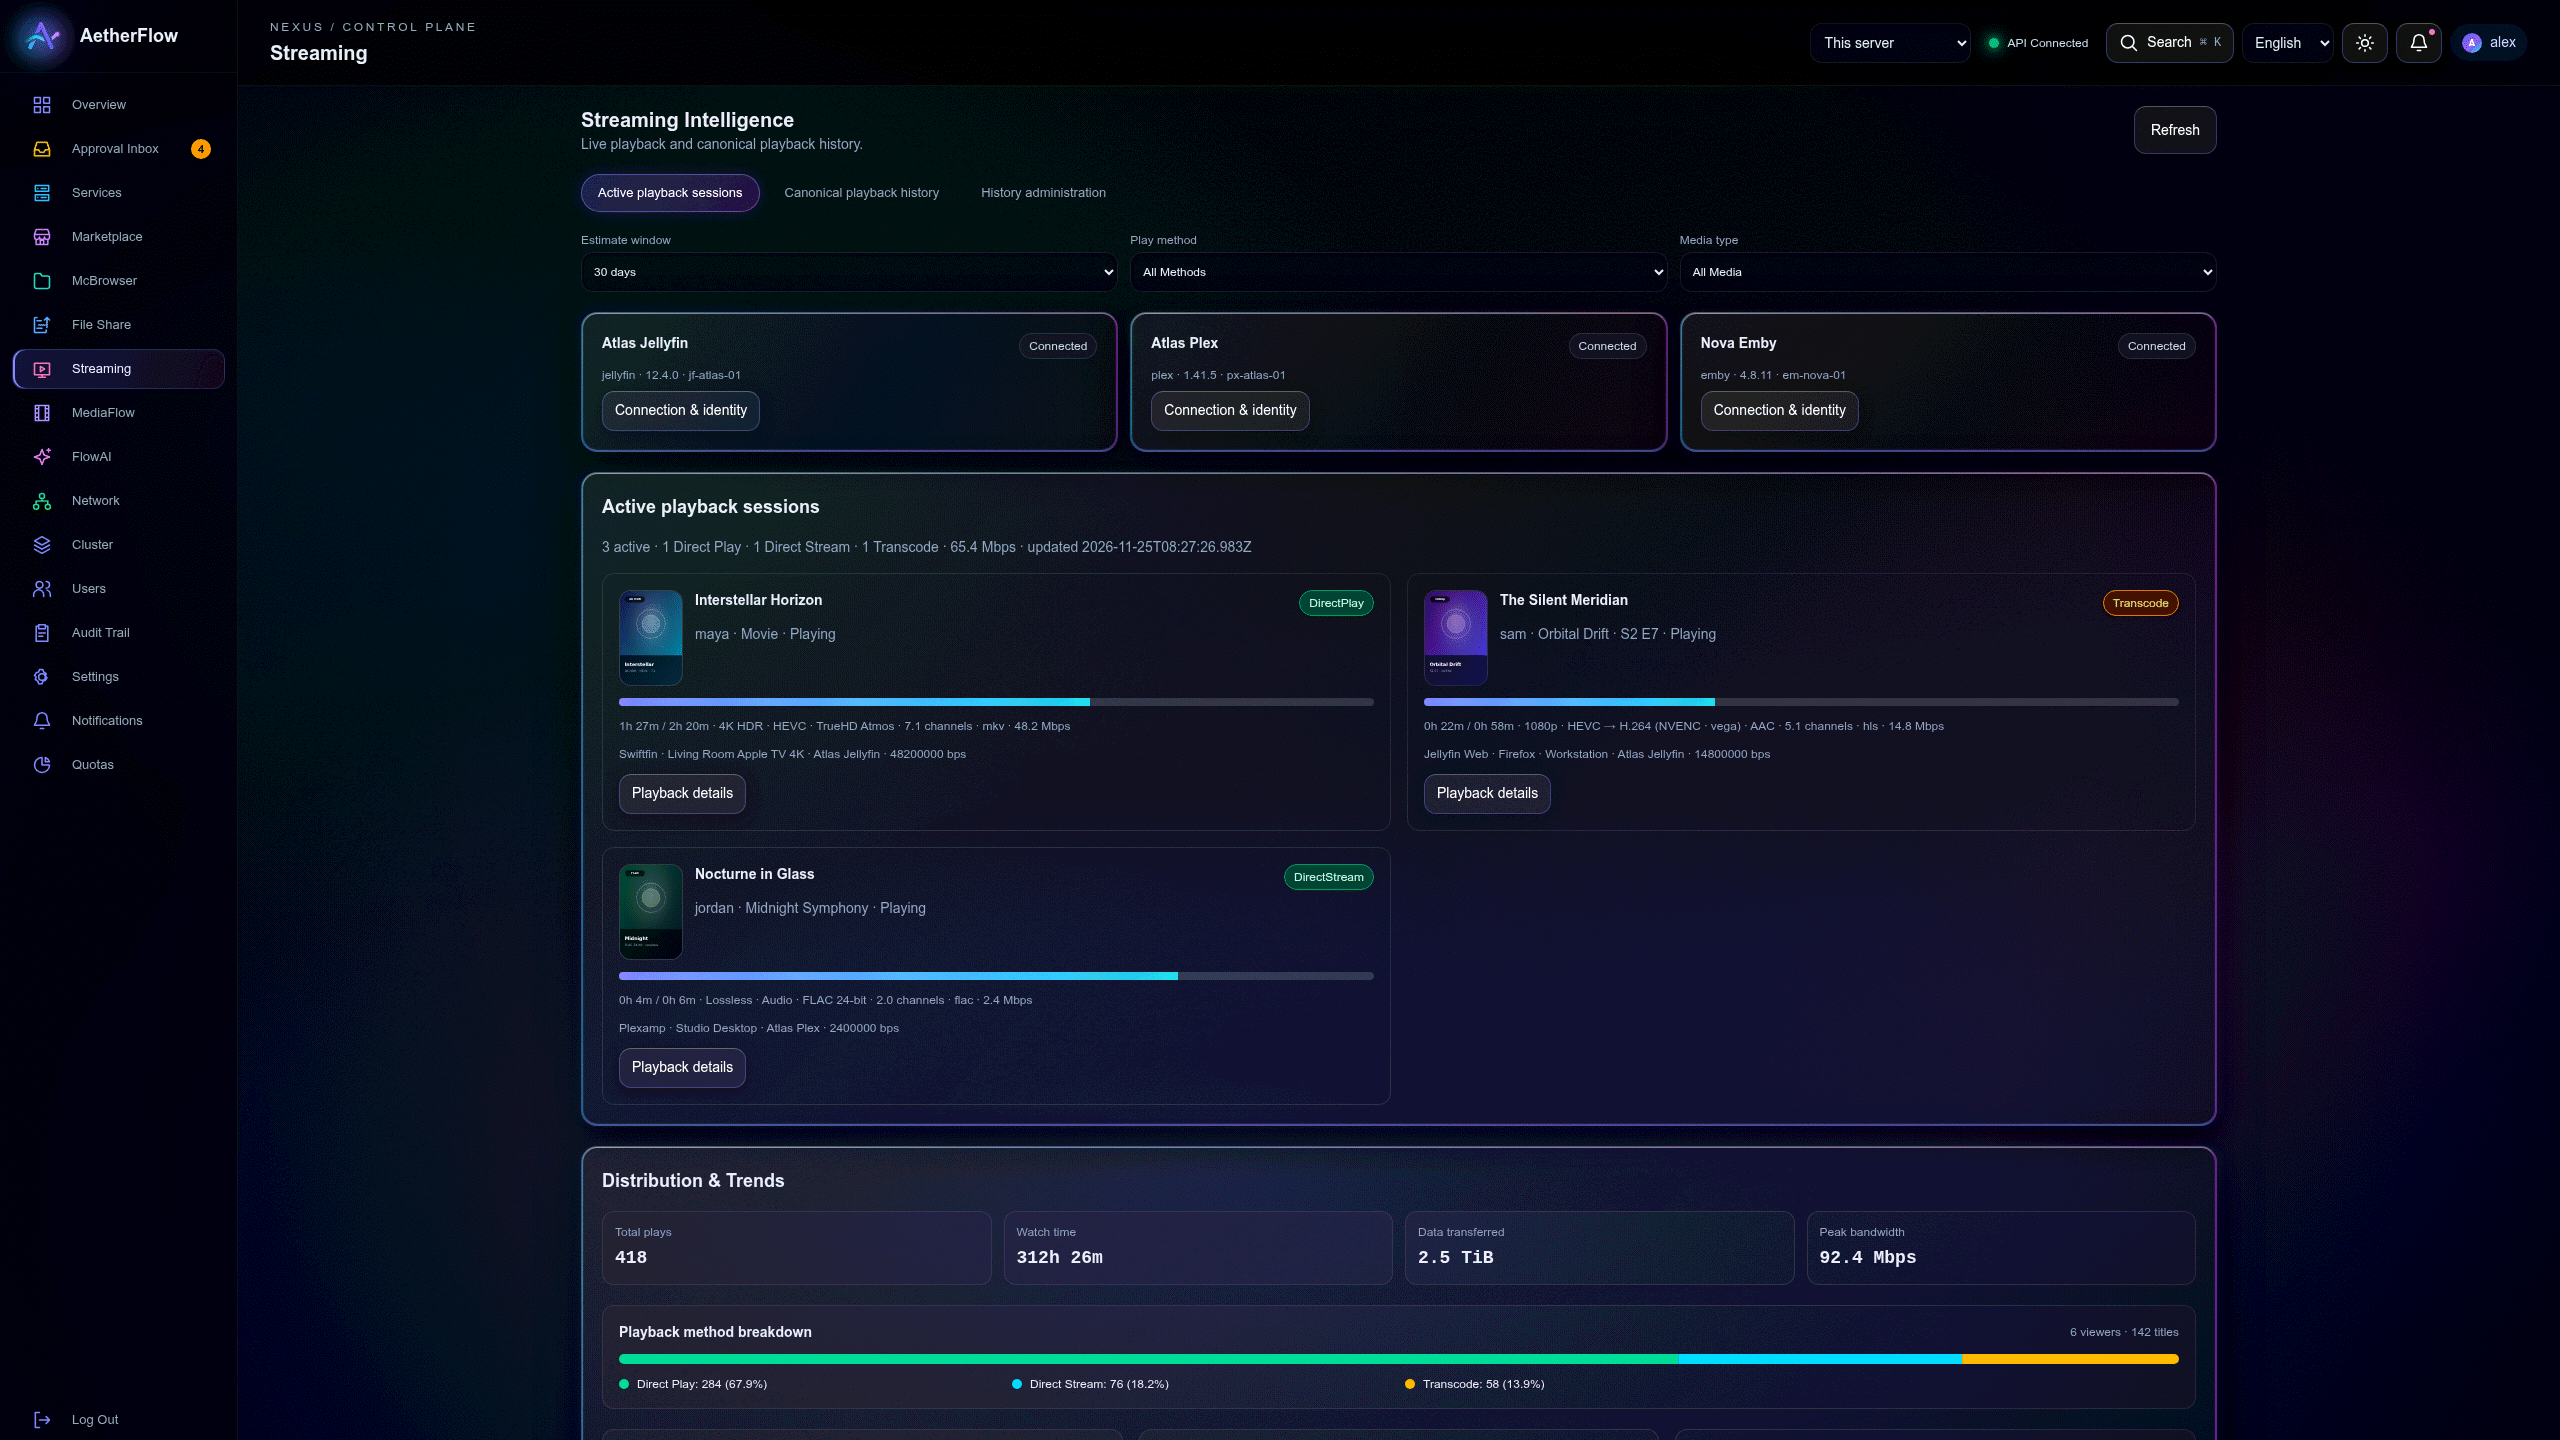 AetherFlow
NEXUS / CONTROL PLANE
Streaming
This server
API Connected
Search ⌘ K
English
A alex
Overview
Approval Inbox 4
Services
Marketplace
McBrowser
File Share
Streaming
MediaFlow
FlowAI
Network
Cluster
Users
Audit Trail
Settings
Notifications
Quotas
Log Out
Streaming Intelligence
Live playback and canonical playback history.
Refresh
Active playback sessions
Canonical playback history
History administration
Estimate window
30 days
Play method
All Methods
Media type
All Media
Atlas Jellyfin
Connected
jellyfin · 12.4.0 · jf-atlas-01
Connection & identity
Atlas Plex
Connected
plex · 1.41.5 · px-atlas-01
Connection & identity
Nova Emby
Connected
emby · 4.8.11 · em-nova-01
Connection & identity
Active playback sessions
3 active · 1 Direct Play · 1 Direct Stream · 1 Transcode · 65.4 Mbps · updated 2026-11-25T08:27:26.983Z
Interstellar
Interstellar Horizon
DirectPlay
maya · Movie · Playing
1h 27m / 2h 20m · 4K HDR · HEVC · TrueHD Atmos · 7.1 channels · mkv · 48.2 Mbps
Swiftfin · Living Room Apple TV 4K · Atlas Jellyfin · 48200000 bps
Playback details
Orbital Drift
The Silent Meridian
Transcode
sam · Orbital Drift · S2 E7 · Playing
0h 22m / 0h 58m · 1080p · HEVC → H.264 (NVENC · vega) · AAC · 5.1 channels · hls · 14.8 Mbps
Jellyfin Web · Firefox · Workstation · Atlas Jellyfin · 14800000 bps
Playback details
FLAC
Midnight
Nocturne in Glass
DirectStream
jordan · Midnight Symphony · Playing
0h 4m / 0h 6m · Lossless · Audio · FLAC 24-bit · 2.0 channels · flac · 2.4 Mbps
Plexamp · Studio Desktop · Atlas Plex · 2400000 bps
Playback details
Distribution & Trends
Total plays
418
Watch time
312h 26m
Data transferred
2.5 TiB
Peak bandwidth
92.4 Mbps
Playback method breakdown
6 viewers · 142 titles
Direct Play: 284 (67.9%)
Direct Stream: 76 (18.2%)
Transcode: 58 (13.9%)